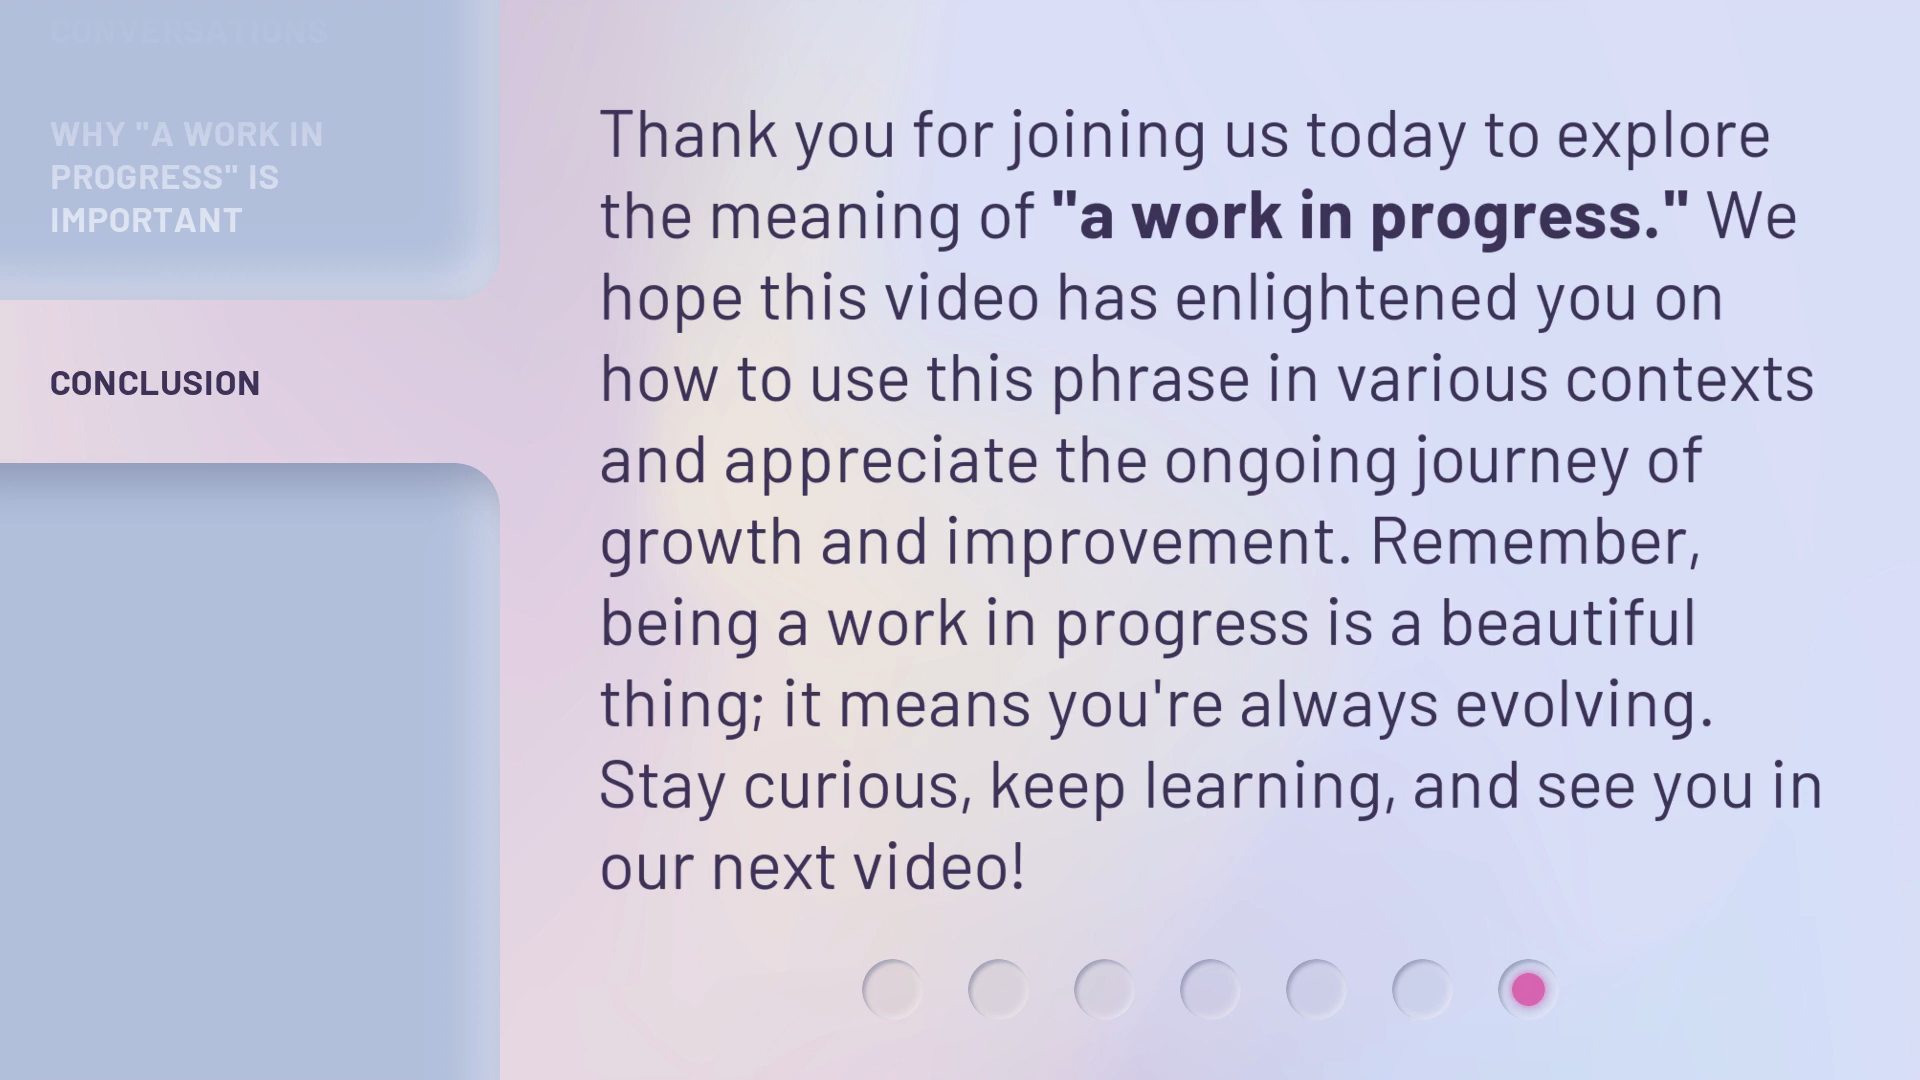 CONVERSATIONS
WHY "A WORK IN
PROGRESS" IS
IMPORTANT
CONCLUSION
Thank you for joining us today to explore
the meaning of "a work in progress." We
hope this video has enlightened you on
how to use this phrase in various contexts
and appreciate the ongoing journey of
growth and improvement. Remember,
being a work in progress is a beautiful
thing; it means you're always evolving.
Stay curious, keep learning, and see you in
our next video!